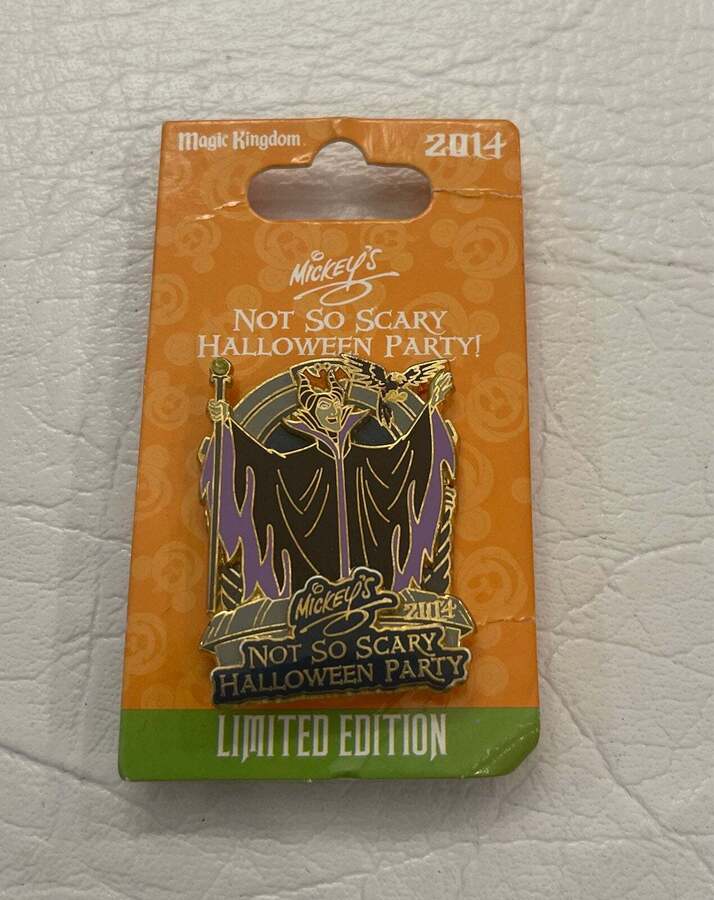 Magic Kingdom 2014
MICKEY'S
NOT SO SCARY
HALLOWEEN PARTY!
MICKEY'S 2014
NOT SO SCARY
HALLOWEEN PARTY
LIMITED EDITION